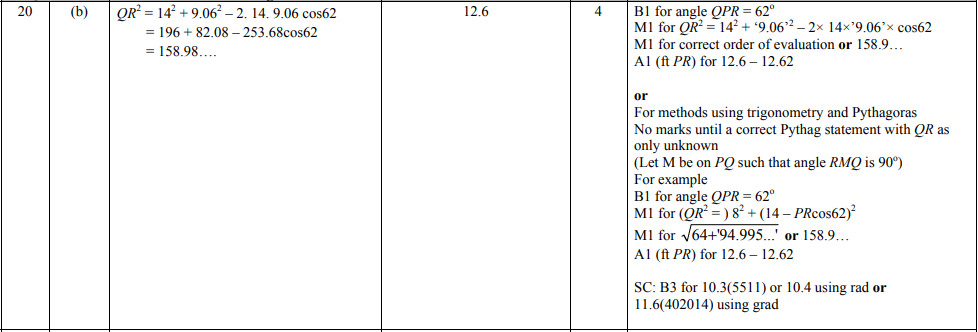 20 (b) QR² = 14² + 9.06² – 2. 14. 9.06 cos62 12.6 4 B1 for angle QPR = 62°
= 196 + 82.08 – 253.68cos62 M1 for QR² = 14² + ‘9.06’² – 2× 14×’9.06’× cos62
= 158.98…. M1 for correct order of evaluation or 158.9…
A1 (ft PR) for 12.6 – 12.62
or
For methods using trigonometry and Pythagoras
No marks until a correct Pythag statement with QR as
only unknown
(Let M be on PQ such that angle RMQ is 90°)
For example
B1 for angle QPR = 62°
M1 for (QR² = ) 8² + (14 – PRcos62)²
M1 for √64+'94.995...' or 158.9…
A1 (ft PR) for 12.6 – 12.62
SC: B3 for 10.3(5511) or 10.4 using rad or
11.6(402014) using grad